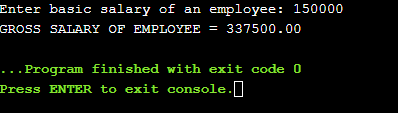 Enter basic salary of an employee: 150000
GROSS SALARY OF EMPLOYEE = 337500.00
...Program finished with exit code 0
Press ENTER to exit console.